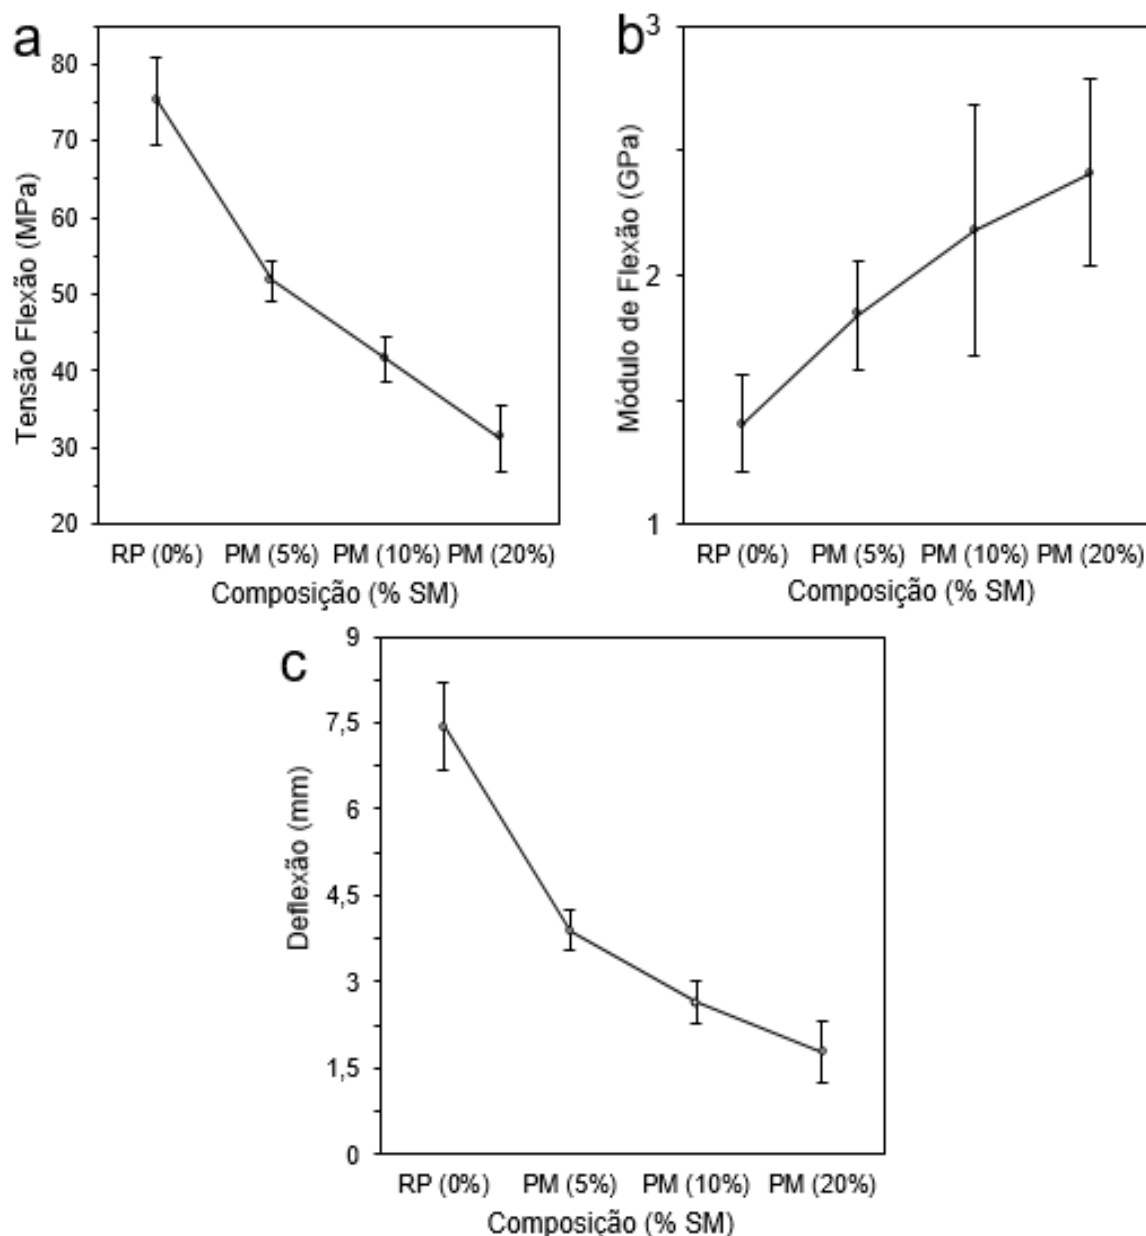 a
Tensão Flexão (MPa)
80
70
60
50
40
30
20
RP (0%) PM (5%) PM (10%) PM (20%)
Composição (% SM)
b
Módulo de Flexão (GPa)
3
2
1
RP (0%) PM (5%) PM (10%) PM (20%)
Composição (% SM)
c
Deflexão (mm)
9
7,5
6
4,5
3
1,5
0
RP (0%) PM (5%) PM (10%) PM (20%)
Composição (% SM)